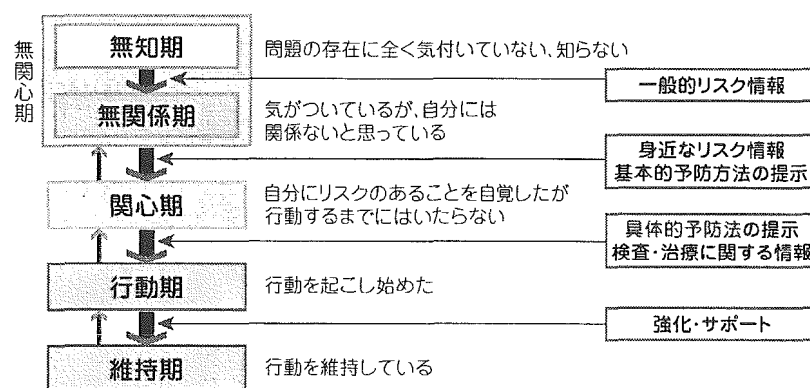 無関心期
無知期
問題の存在に全く気付いていない、知らない
一般的リスク情報
無関係期
気がついているが、自分には
関係ないと思っている
身近なリスク情報
基本的予防方法の提示
関心期
自分にリスクのあることを自覚したが
行動するまでにはいたらない
具体的予防法の提示
検査・治療に関する情報
行動期
行動を起こし始めた
強化・サポート
維持期
行動を維持している